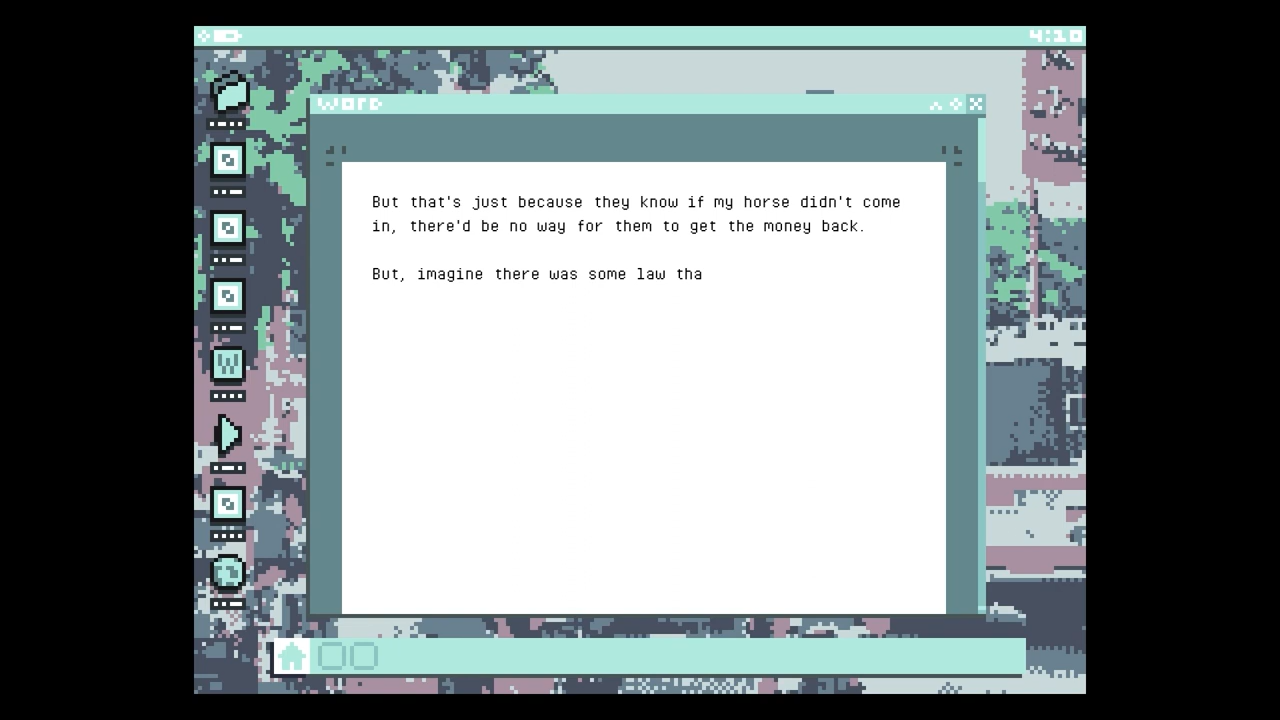 4:10
Word
But that's just because they know if my horse didn't come
in, there'd be no way for them to get the money back.
But, imagine there was some law tha
W